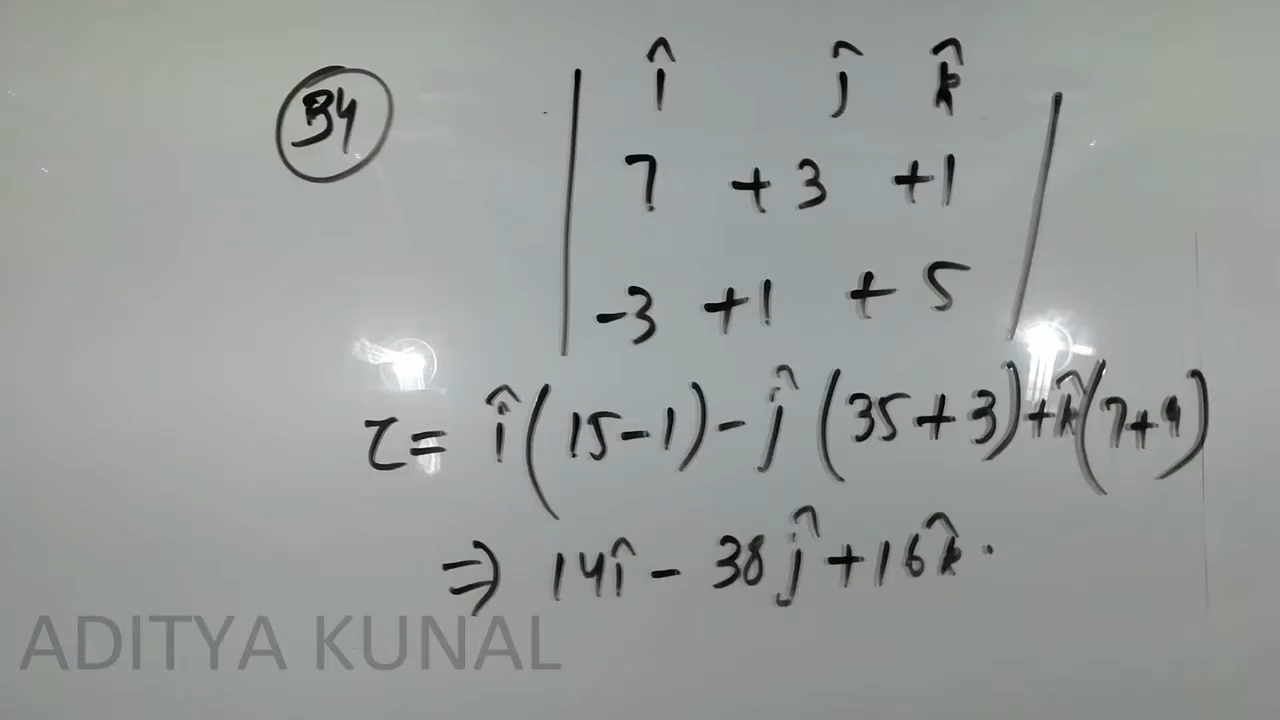 34
| î ĵ k̂ |
| 7 +3 +1 |
| -3 +1 +5 |
τ= î(15-1)-ĵ(35+3)+k̂(7+9)
⇒ 14î - 38ĵ+16k̂.
ADITYA KUNAL